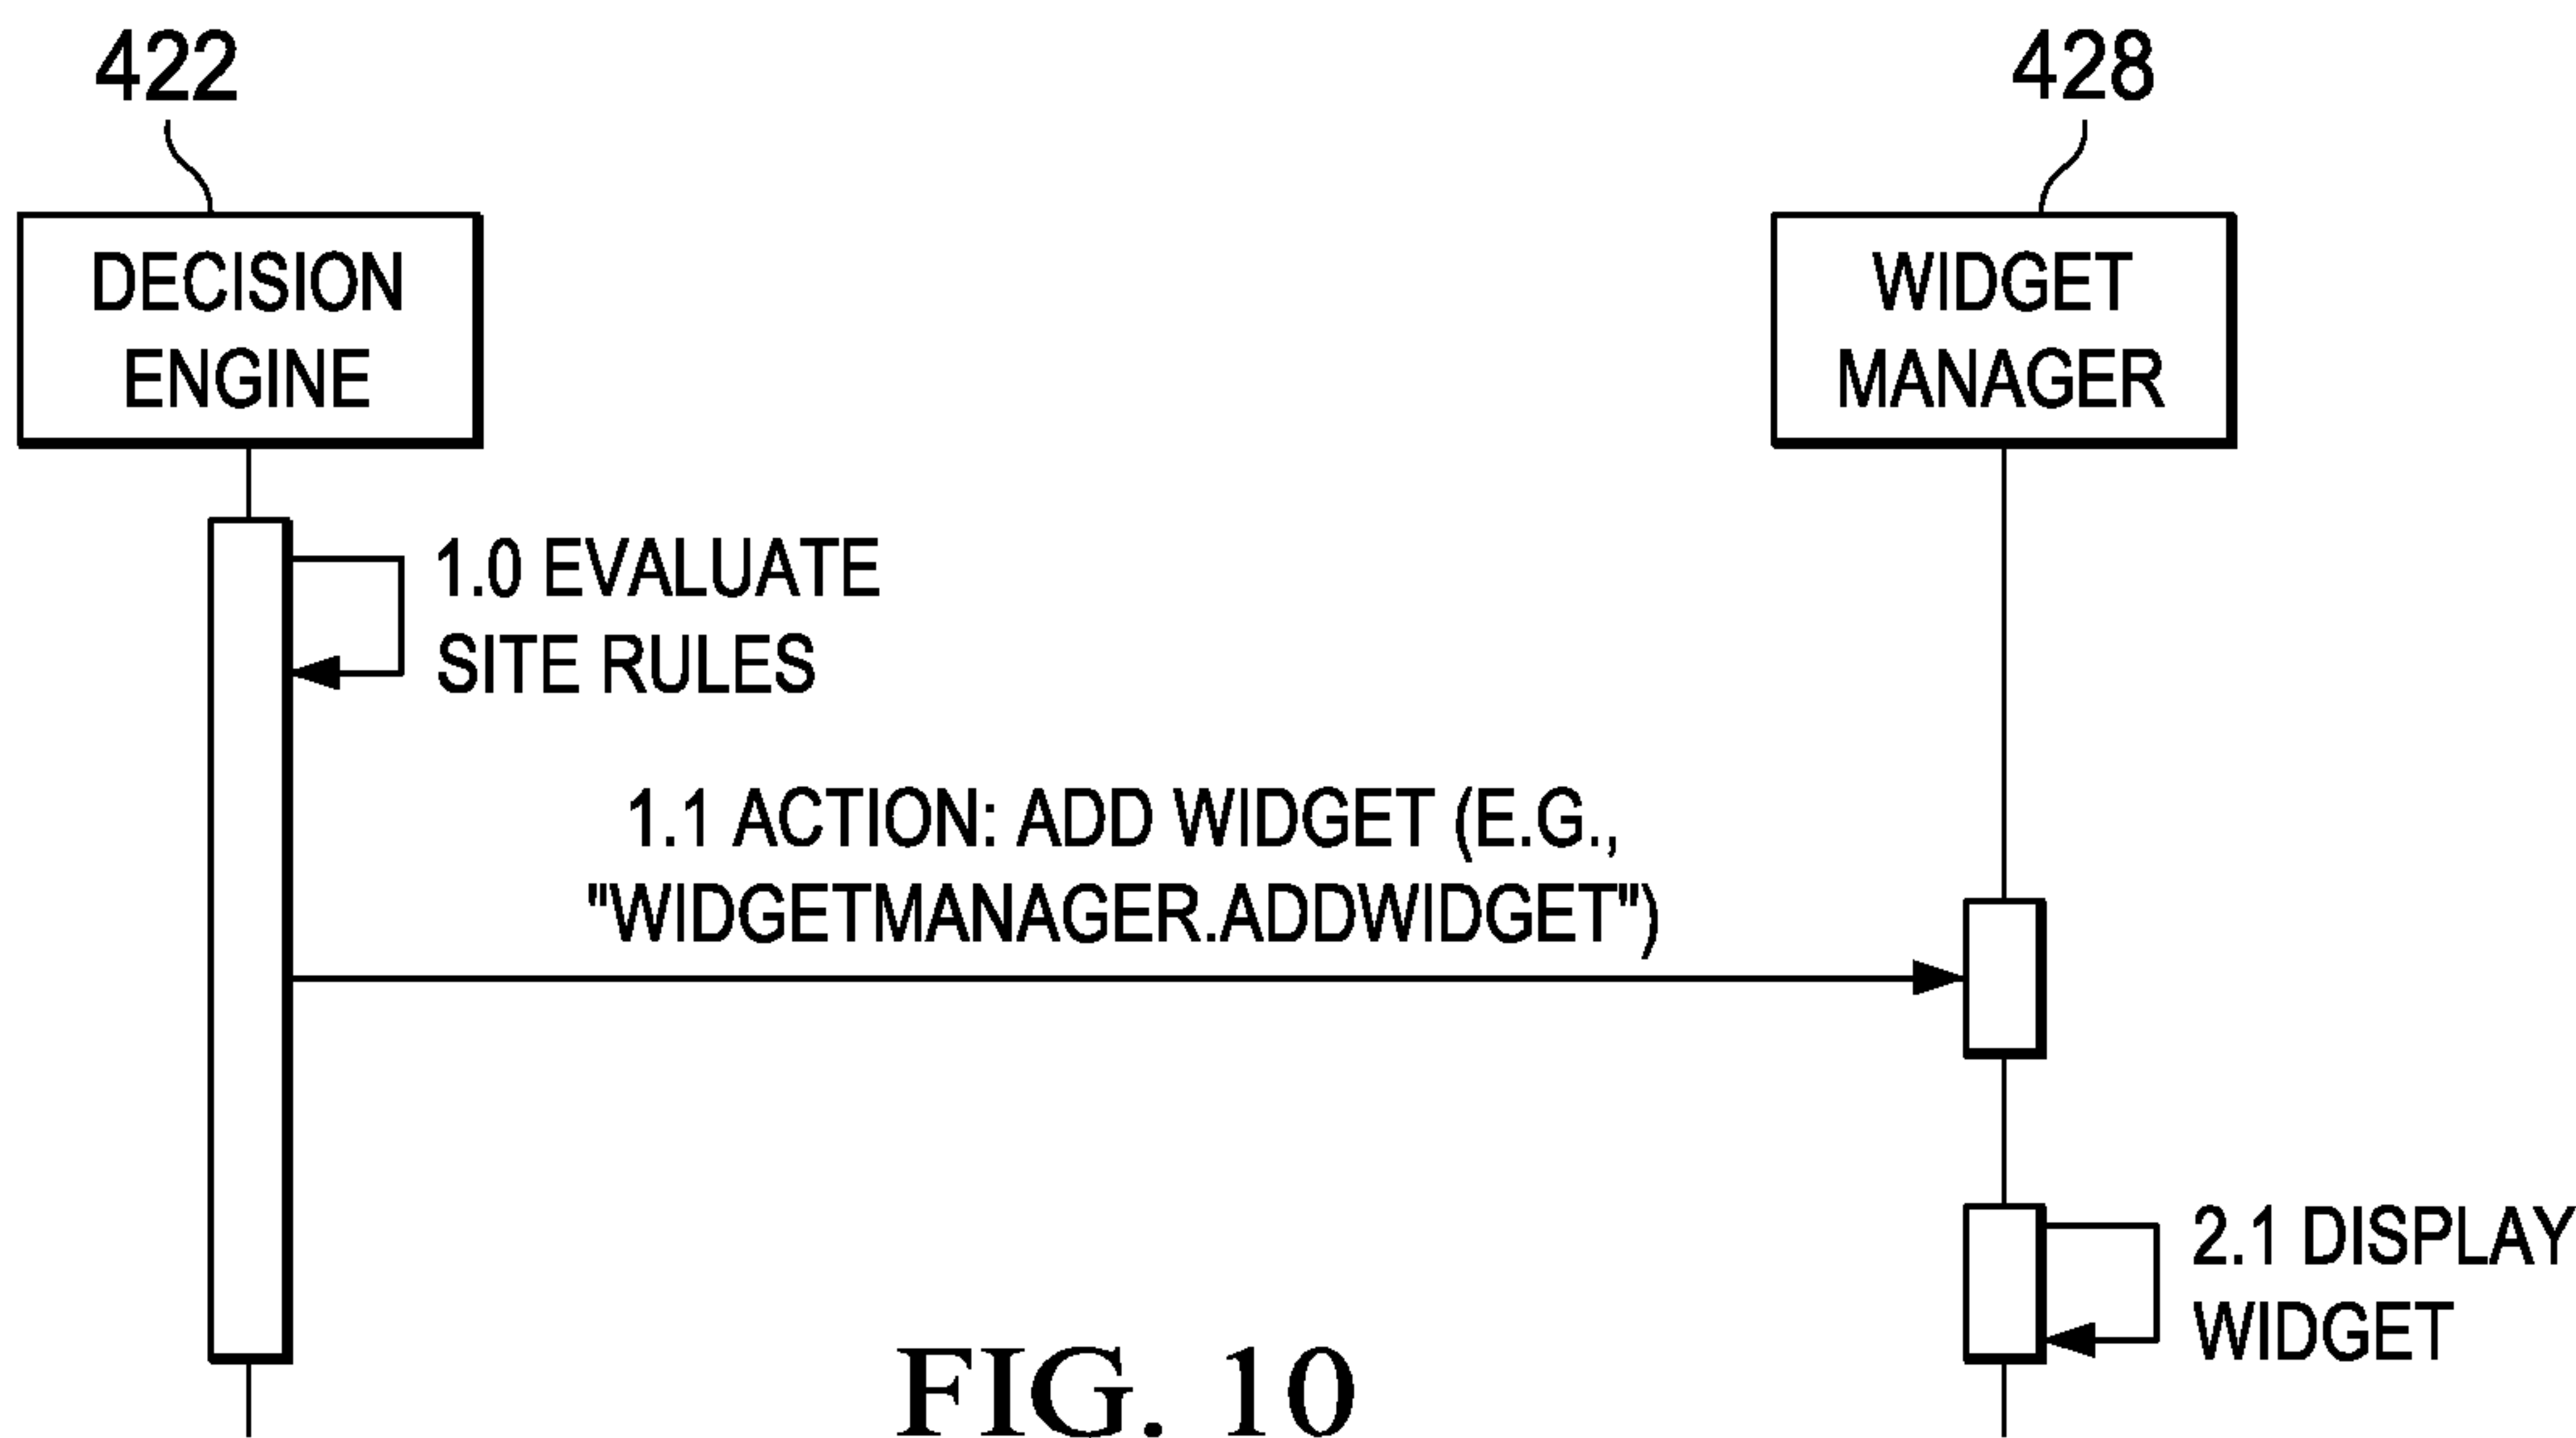 422
428
DECISION
ENGINE
WIDGET
MANAGER
1.0 EVALUATE
SITE RULES
1.1 ACTION: ADD WIDGET (E.G.,
"WIDGETMANAGER.ADDWIDGET")
2.1 DISPLAY
WIDGET
FIG. 10